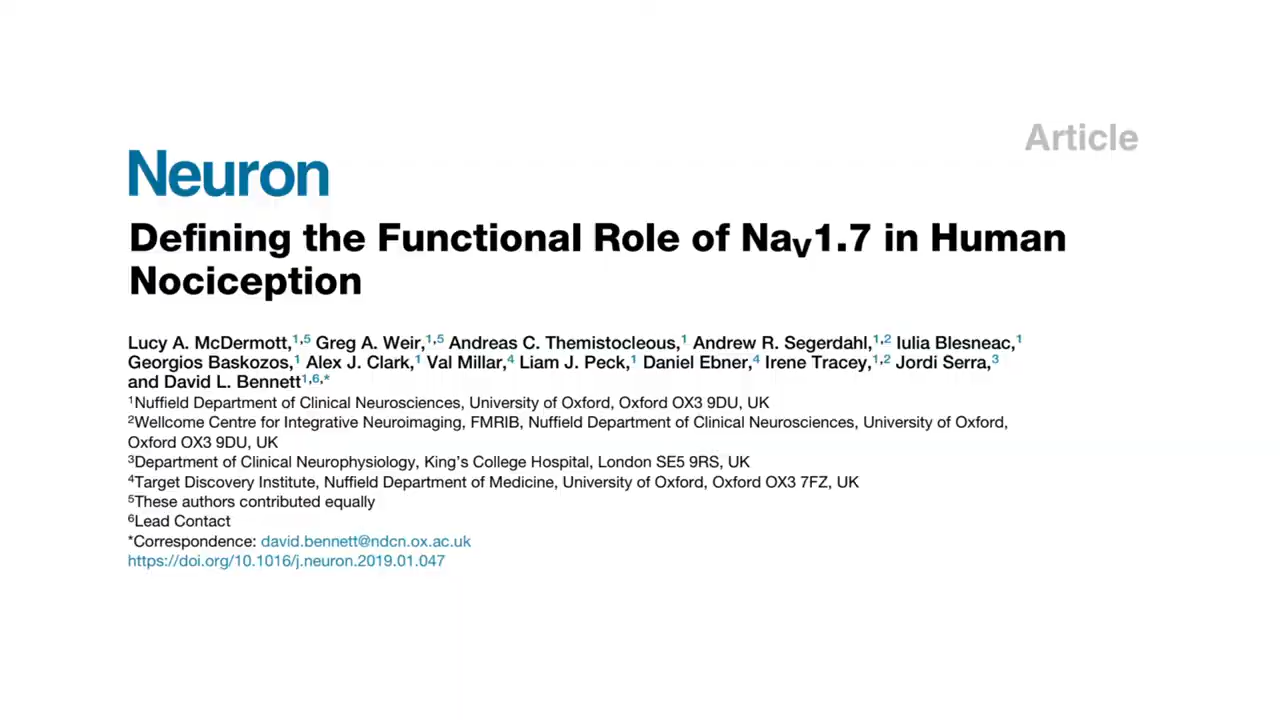 Article
Neuron
Defining the Functional Role of NaV1.7 in Human
Nociception
Lucy A. McDermott,1,5 Greg A. Weir,1,5 Andreas C. Themistocleous,1 Andrew R. Segerdahl,1,2 Iulia Blesneac,1
Georgios Baskozos,1 Alex J. Clark,1 Val Millar,4 Liam J. Peck,1 Daniel Ebner,4 Irene Tracey,1,2 Jordi Serra,3
and David L. Bennett1,6,*
1Nuffield Department of Clinical Neurosciences, University of Oxford, Oxford OX3 9DU, UK
2Wellcome Centre for Integrative Neuroimaging, FMRIB, Nuffield Department of Clinical Neurosciences, University of Oxford,
Oxford OX3 9DU, UK
3Department of Clinical Neurophysiology, King's College Hospital, London SE5 9RS, UK
4Target Discovery Institute, Nuffield Department of Medicine, University of Oxford, Oxford OX3 7FZ, UK
5These authors contributed equally
6Lead Contact
*Correspondence: david.bennett@ndcn.ox.ac.uk
https://doi.org/10.1016/j.neuron.2019.01.047